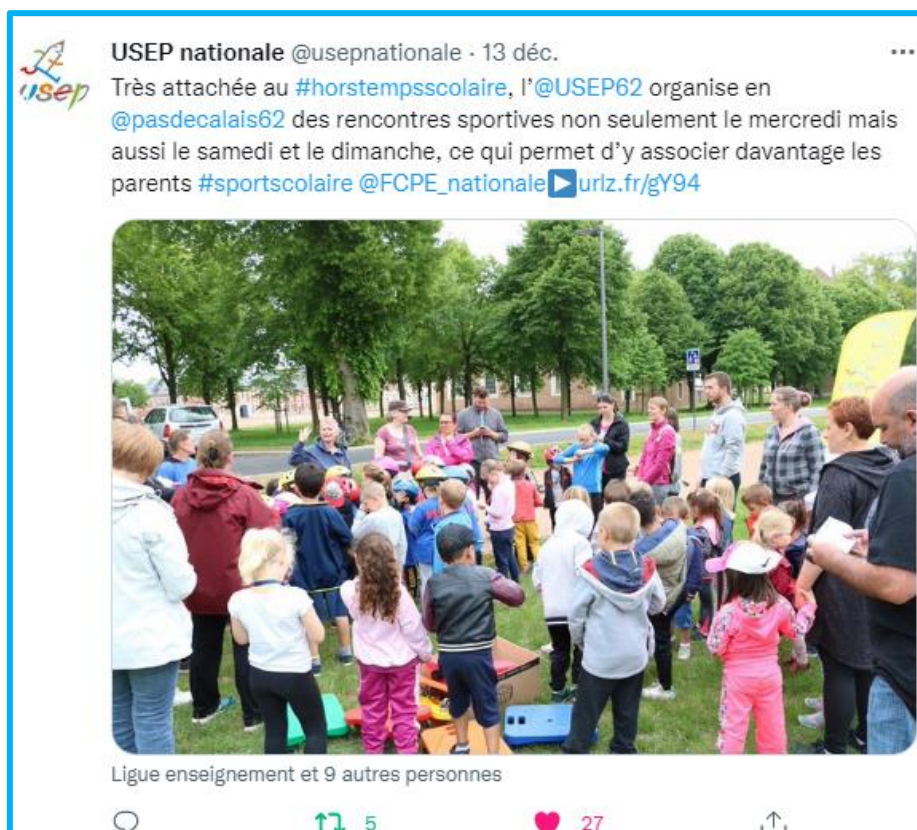 usep
USEP nationale @usepnationale · 13 déc.
Très attachée au #horstempsscolaire, l'@USEP62 organise en
@pasdecalais62 des rencontres sportives non seulement le mercredi mais
aussi le samedi et le dimanche, ce qui permet d'y associer davantage les
parents #sportscolaire @FCPE_nationale▶️urlz.fr/gY94
Ligue enseignement et 9 autres personnes
5 27